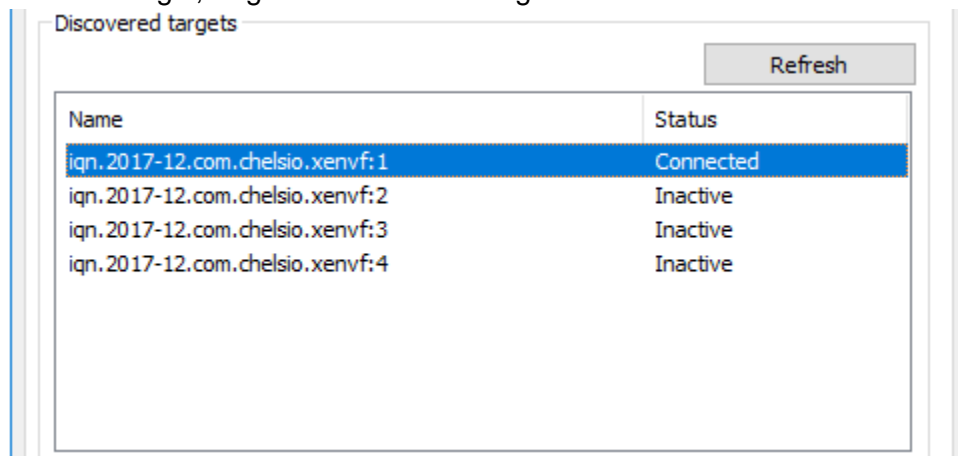 Discovered targets
Refresh
Name Status
iqn.2017-12.com.chelsio.xenvf:1 Connected
iqn.2017-12.com.chelsio.xenvf:2 Inactive
iqn.2017-12.com.chelsio.xenvf:3 Inactive
iqn.2017-12.com.chelsio.xenvf:4 Inactive